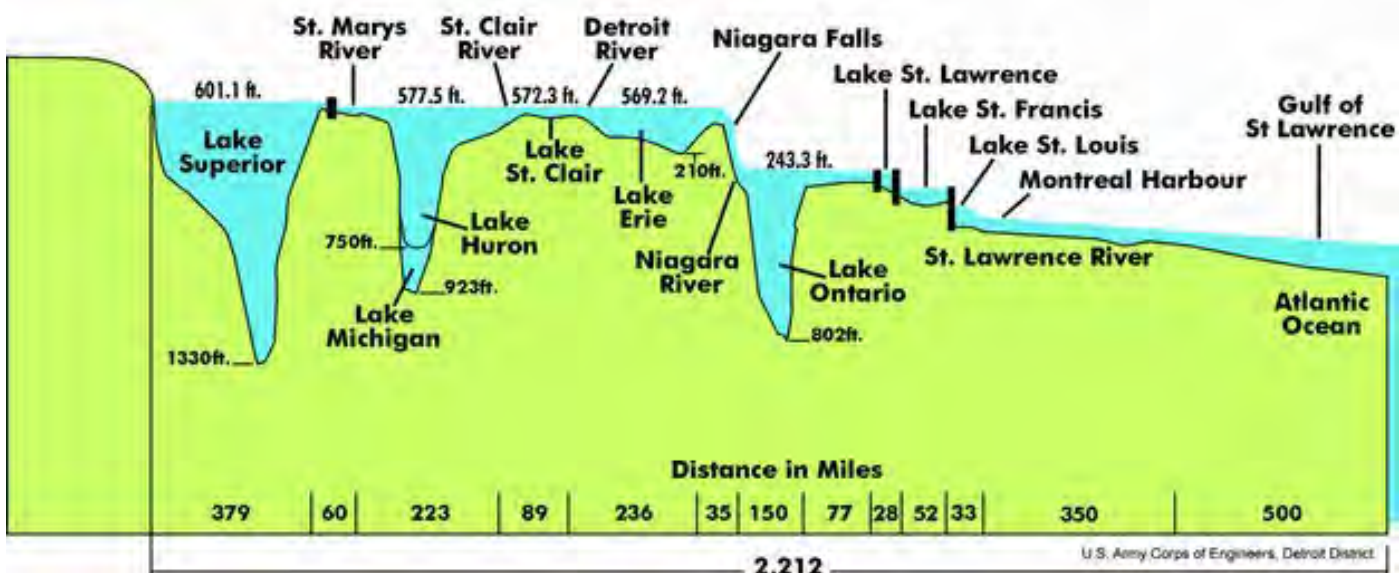 St. Marys
River
St. Clair
River
Detroit
River
Niagara Falls
Lake St. Lawrence
Lake St. Francis
Lake St. Louis
Montreal Harbour
Gulf of
St Lawrence
601.1 ft.
577.5 ft.
572.3 ft.
569.2 ft.
243.3 ft.
Lake
Superior
Lake
St. Clair
210ft.
Lake
Erie
Lake
Huron
750ft.
923ft.
Lake
Michigan
Niagara
River
Lake
Ontario
St. Lawrence River
Atlantic
Ocean
802ft.
1330ft.
Distance in Miles
379 60 223 89 236 35 150 77 28 52 33 350 500
U.S. Army Corps of Engineers, Detroit District
2,212